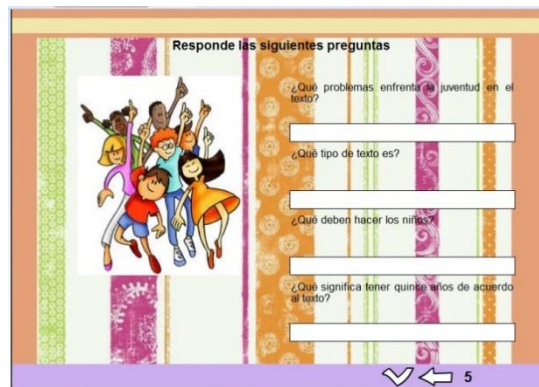 Responde las siguientes preguntas
¿Qué problemas enfrenta la juventud en el
texto?
¿Qué tipo de texto es?
¿Qué deben hacer los niños?
¿Qué significa tener quince años de acuerdo
al texto?
5